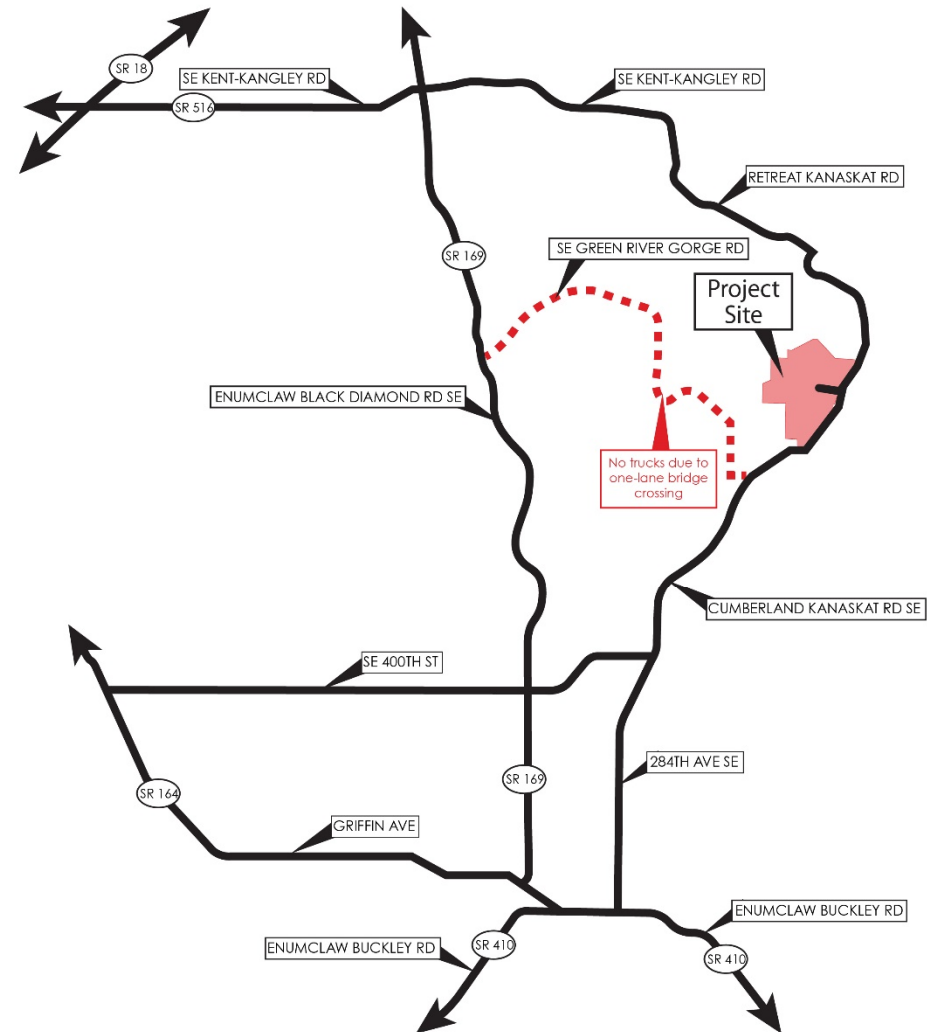 SR 18
SE KENT-KANGLEY RD
SE KENT-KANGLEY RD
SR 516
RETREAT KANASKAT RD
SR 169
SE GREEN RIVER GORGE RD
Project
Site
ENUMCLAW BLACK DIAMOND RD SE
No trucks due to
one-lane bridge
crossing
CUMBERLAND KANASKAT RD SE
SE 400TH ST
284TH AVE SE
SR 169
SR 164
GRIFFIN AVE
ENUMCLAW BUCKLEY RD
ENUMCLAW BUCKLEY RD
SR 410
SR 410